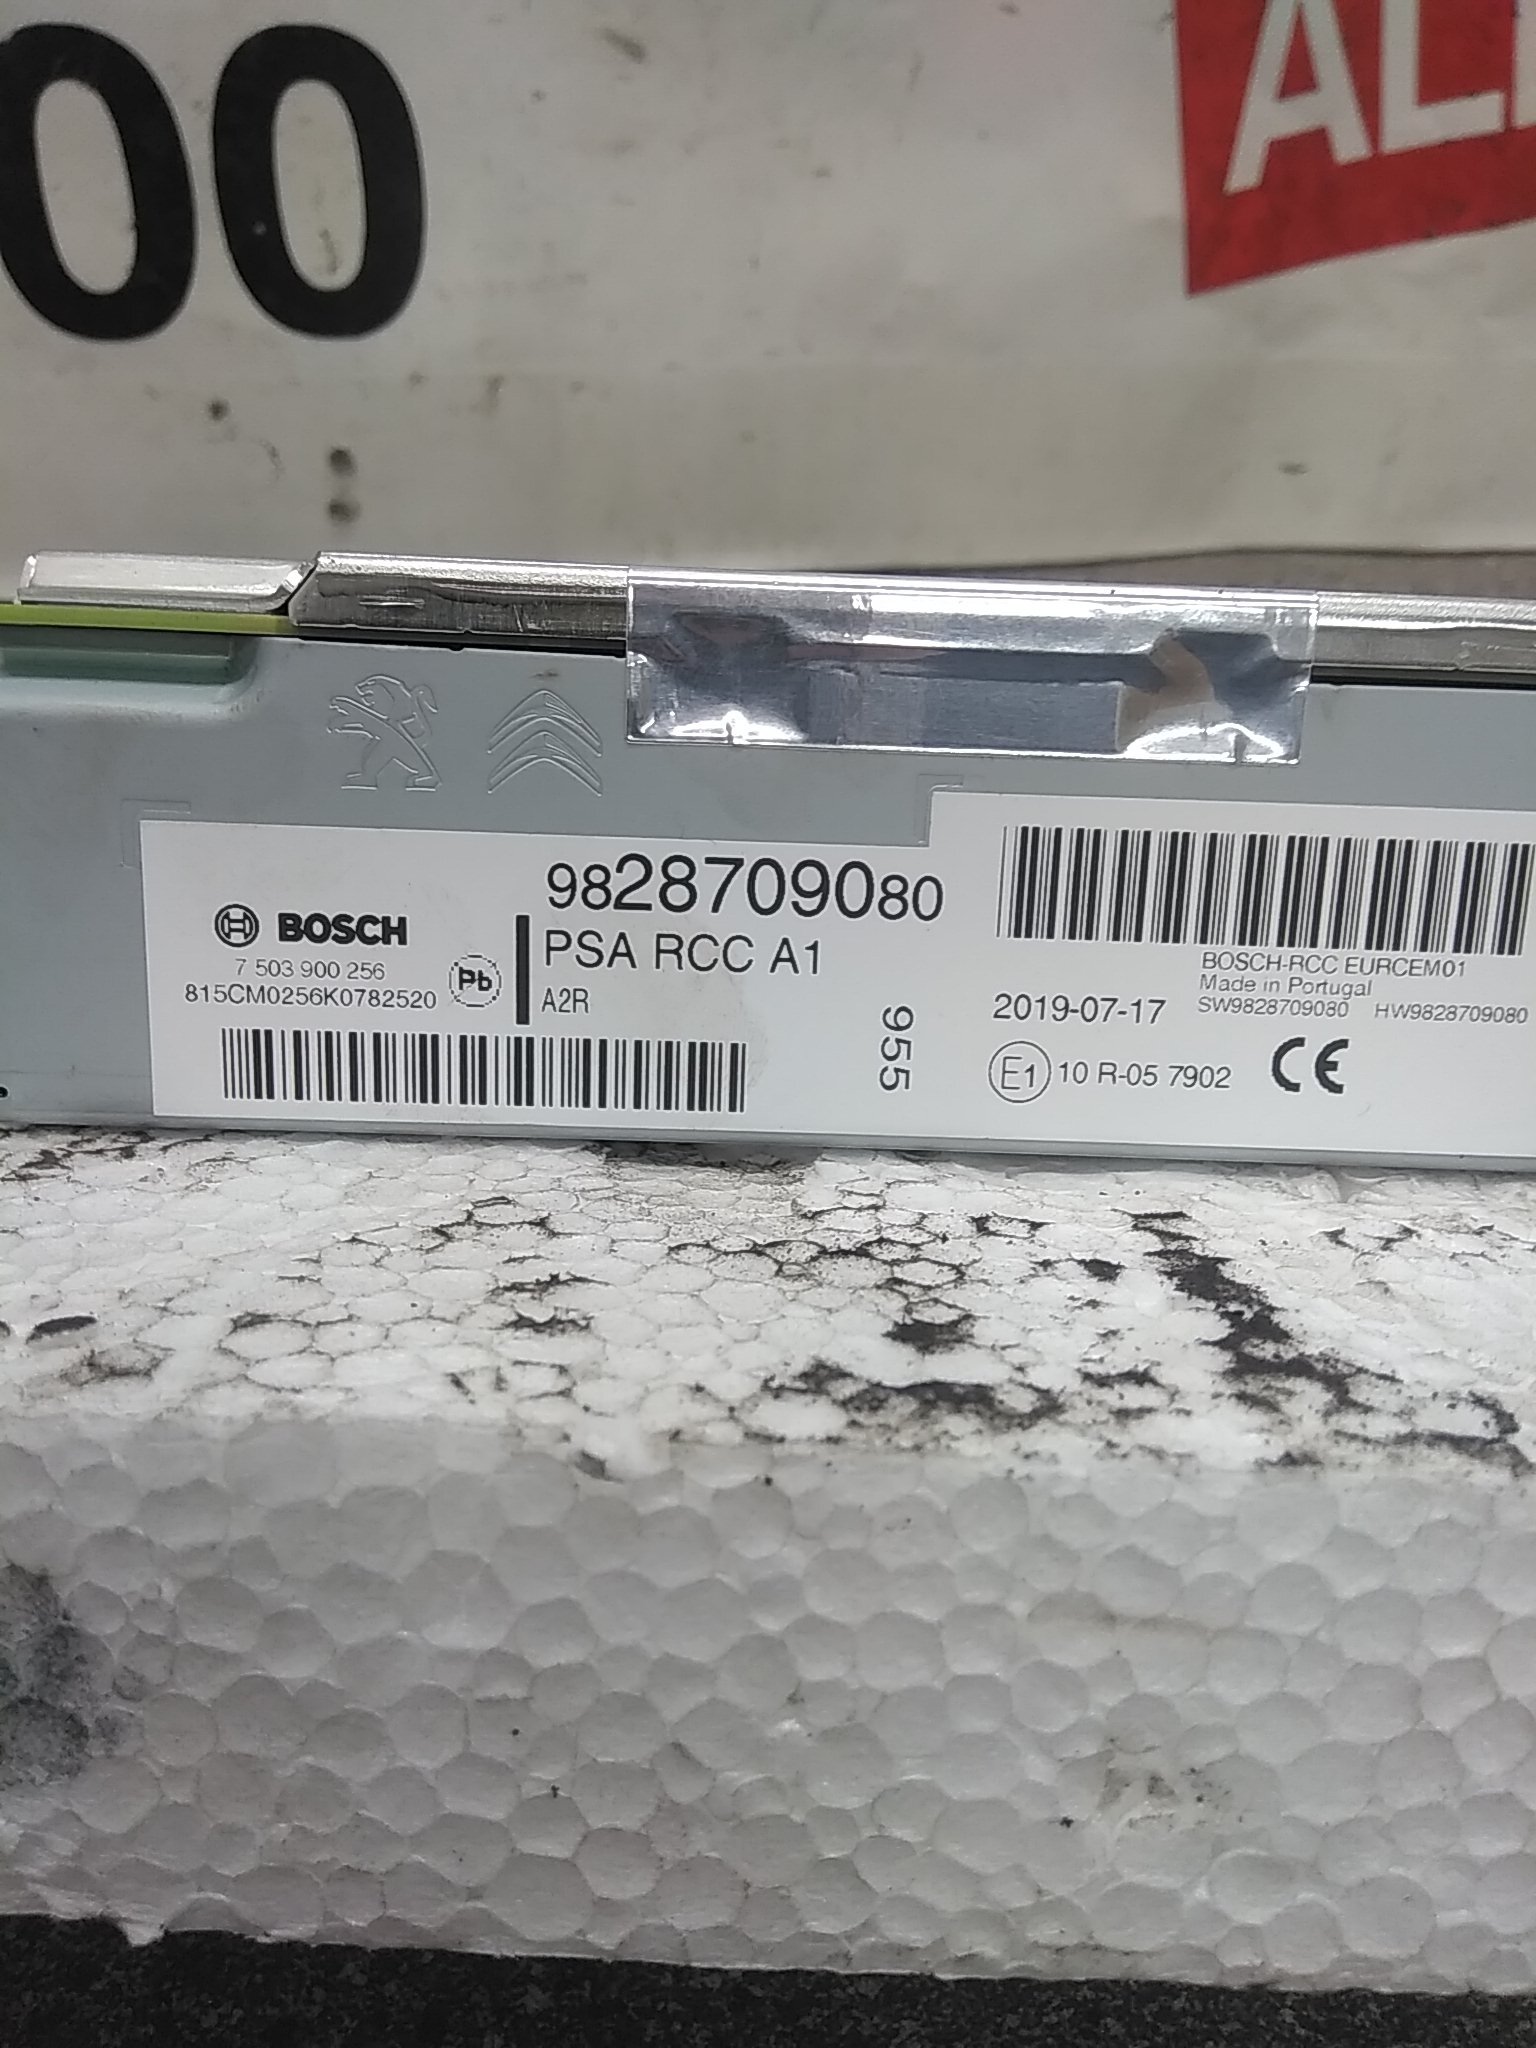 00
AL
9828709080
BOSCH
PSA RCC A1
7 503 900 256
Pb
815CM0256K0782520
A2R
955
BOSCH-RCC EURCEM01
Made in Portugal
2019-07-17
SW9828709080 HW9828709080
E1 10 R-05 7902 CE